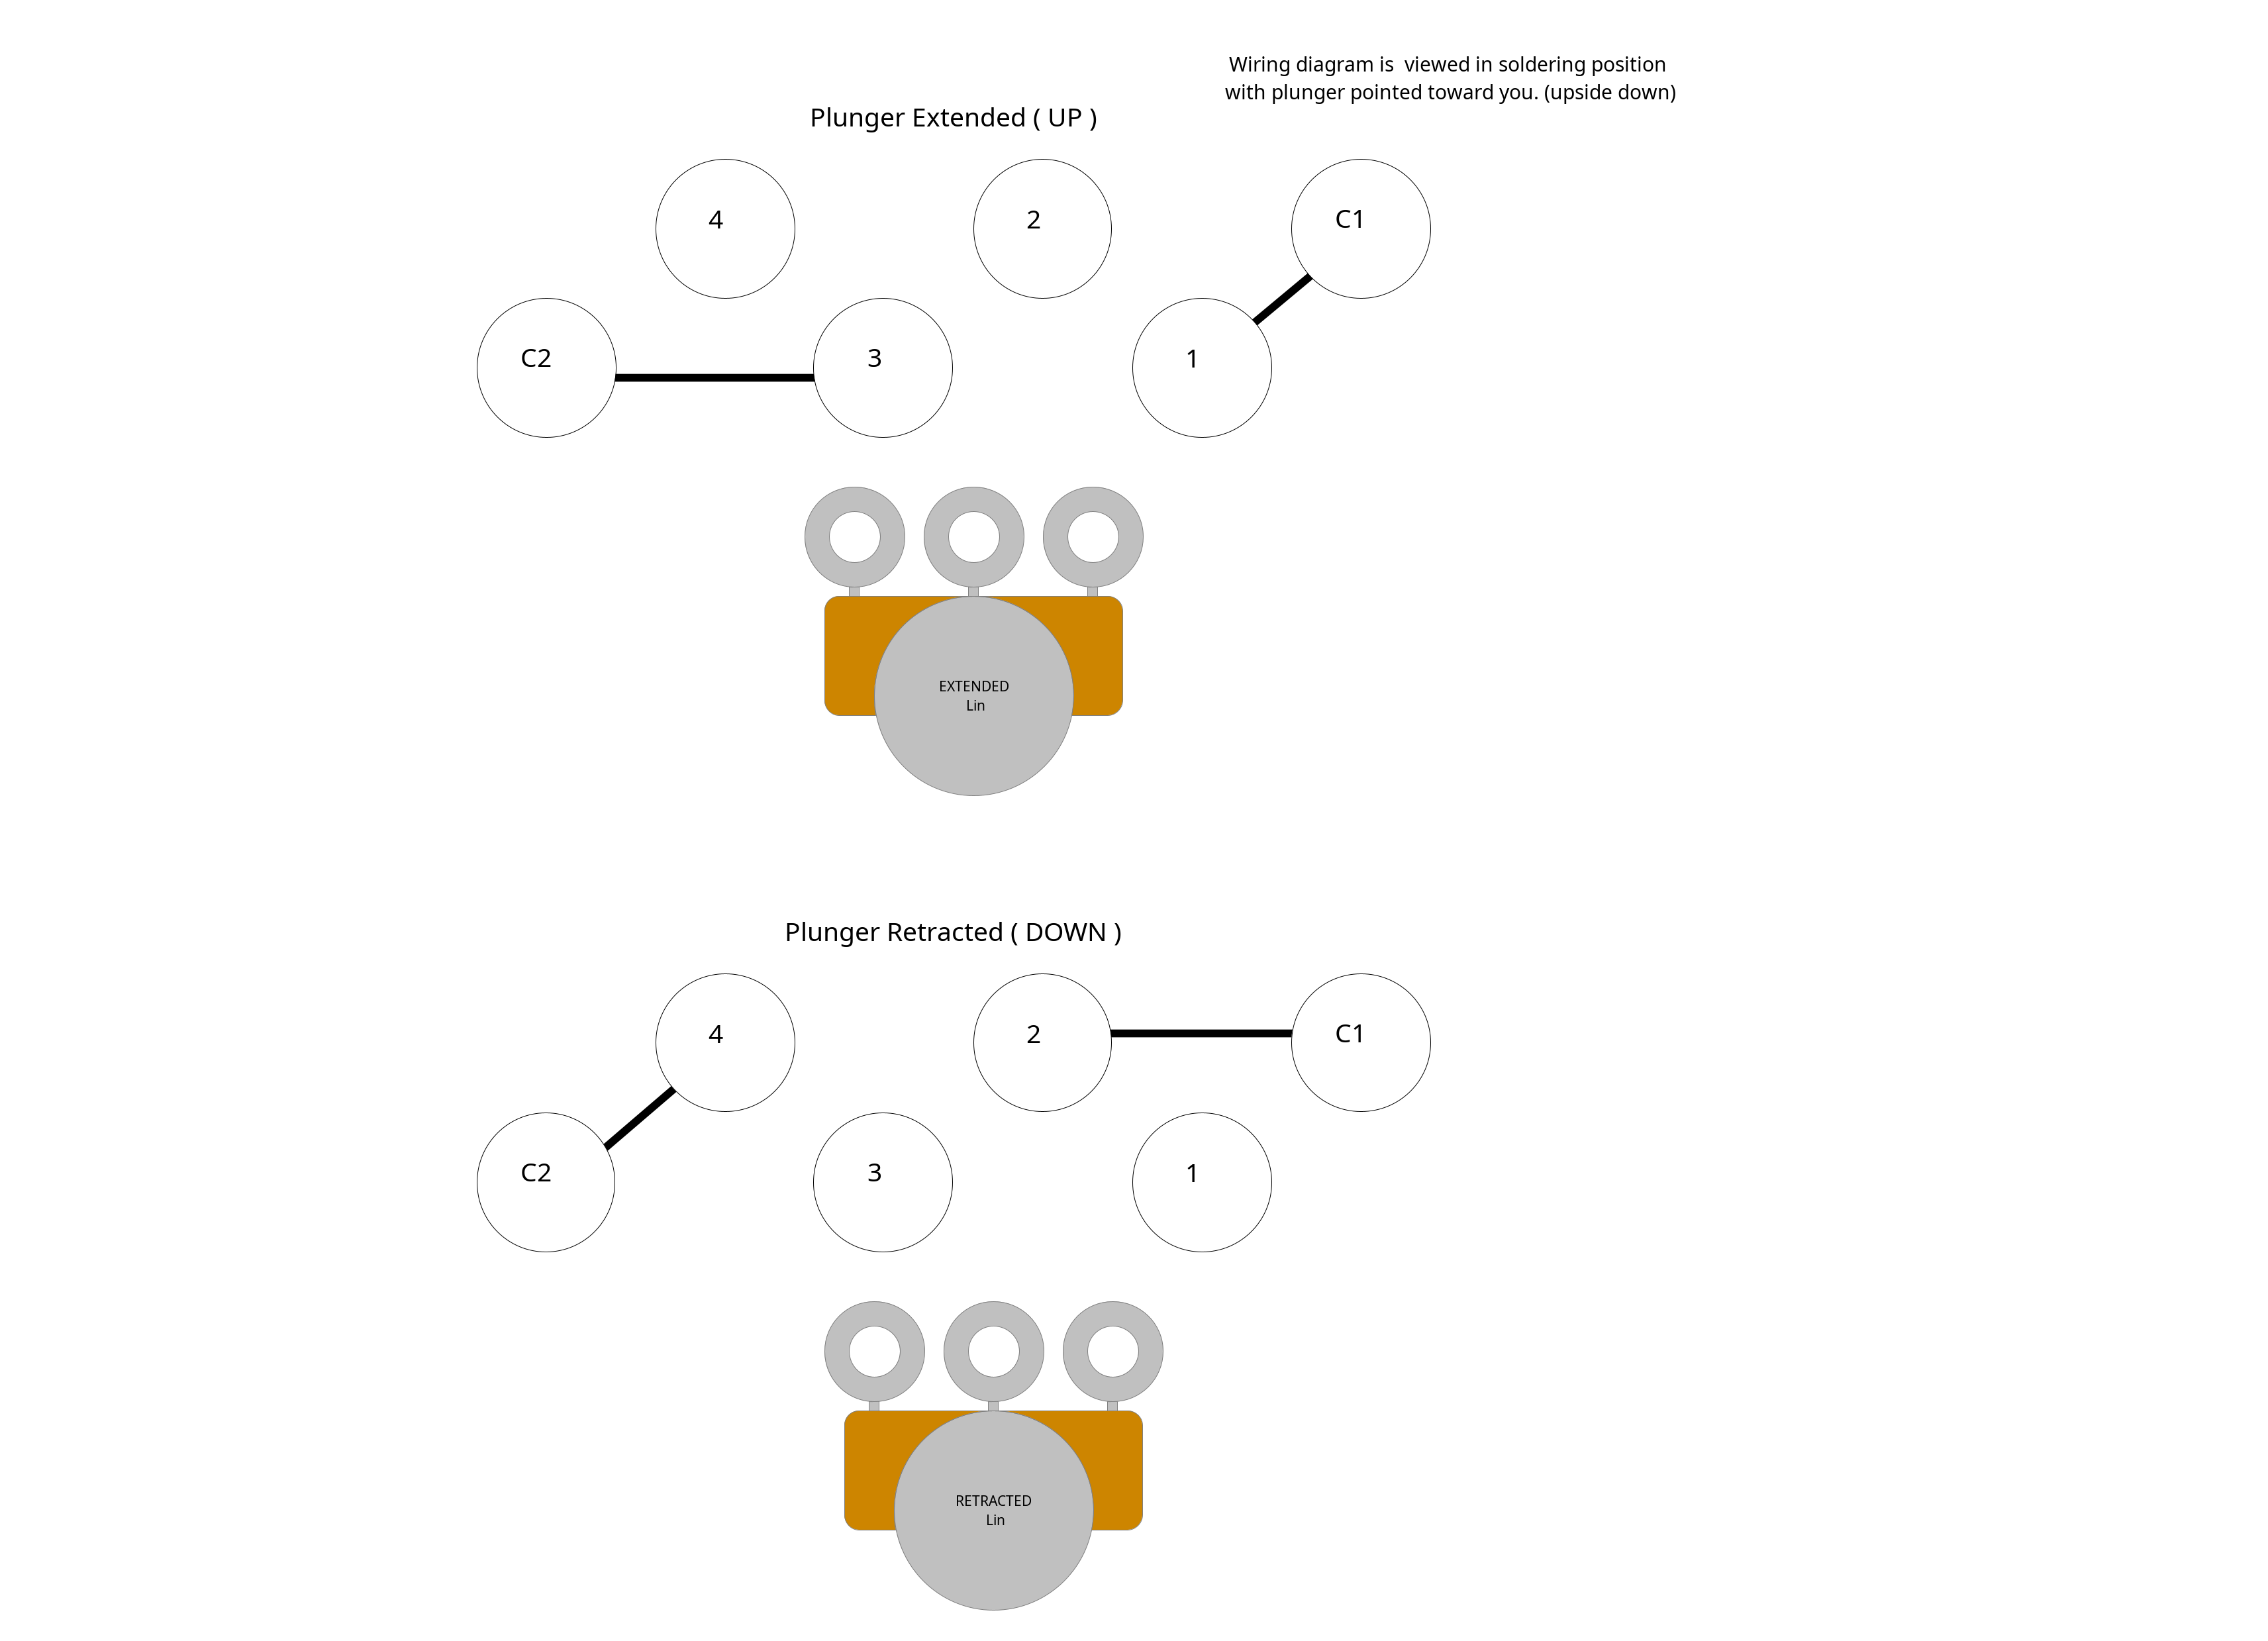 Wiring diagram is  viewed in soldering position
with plunger pointed toward you. (upside down)
Plunger Extended ( UP )
4
2
C1
C2
3
1
EXTENDED
Lin
Plunger Retracted ( DOWN )
4
2
C1
C2
3
1
RETRACTED
Lin